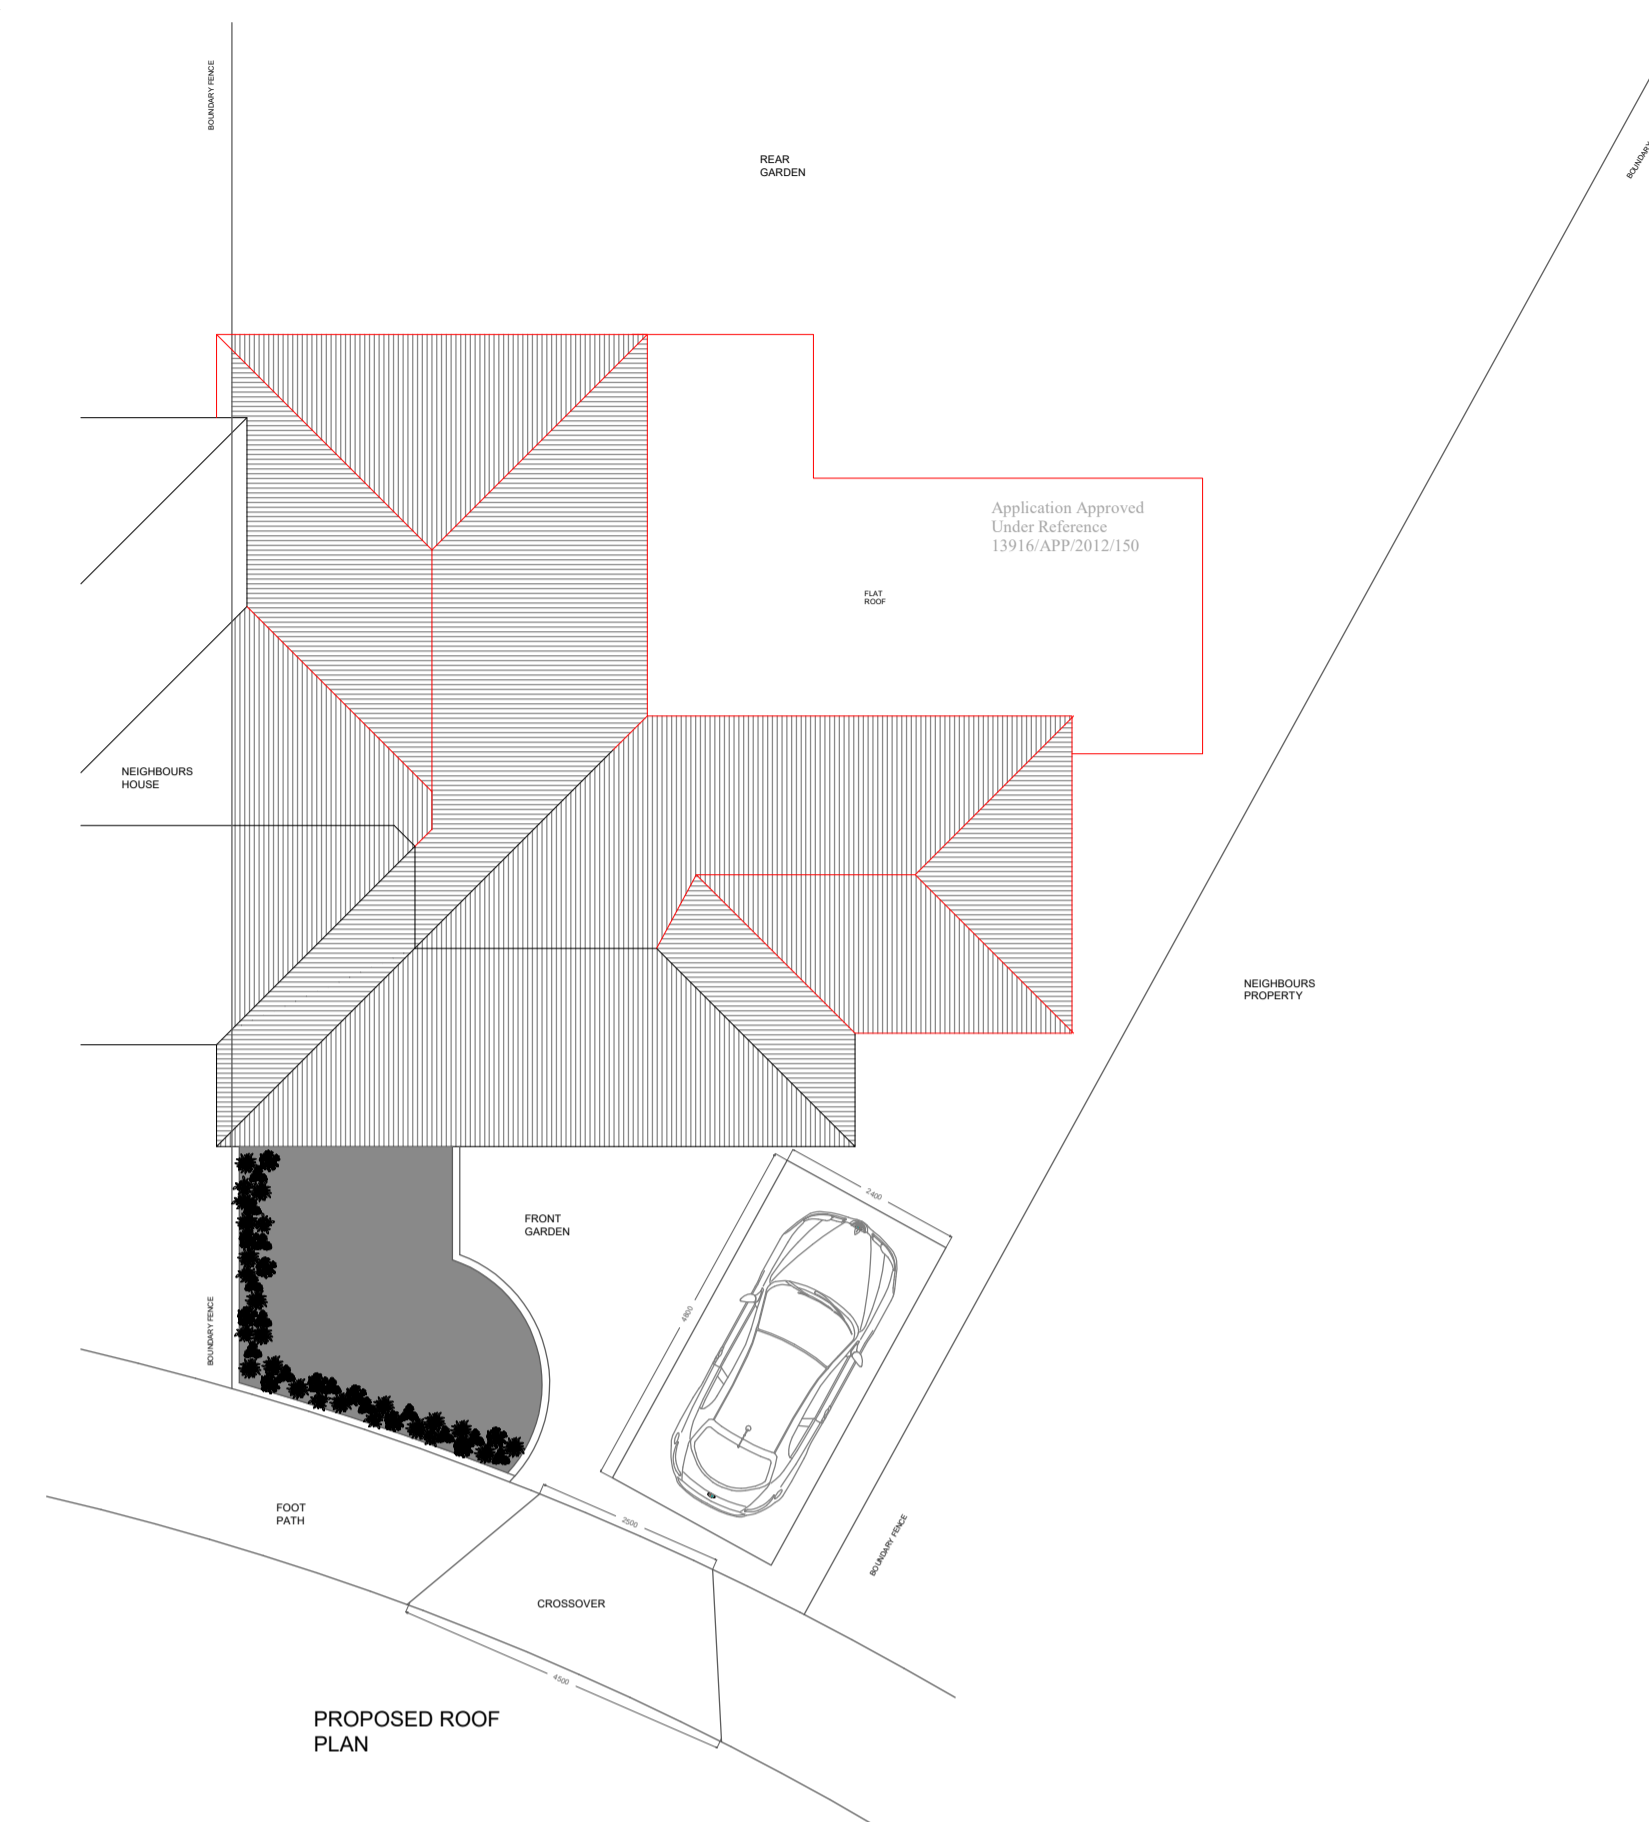 BOUNDARY FENCE
REAR
GARDEN
BOUNDARY
Application Approved
Under Reference
13916/APP/2012/150
FLAT
ROOF
NEIGHBOURS
HOUSE
NEIGHBOURS
PROPERTY
2400
FRONT
GARDEN
4800
BOUNDARY FENCE
FOOT
PATH
2500
BOUNDARY FENCE
CROSSOVER
4500
PROPOSED ROOF
PLAN